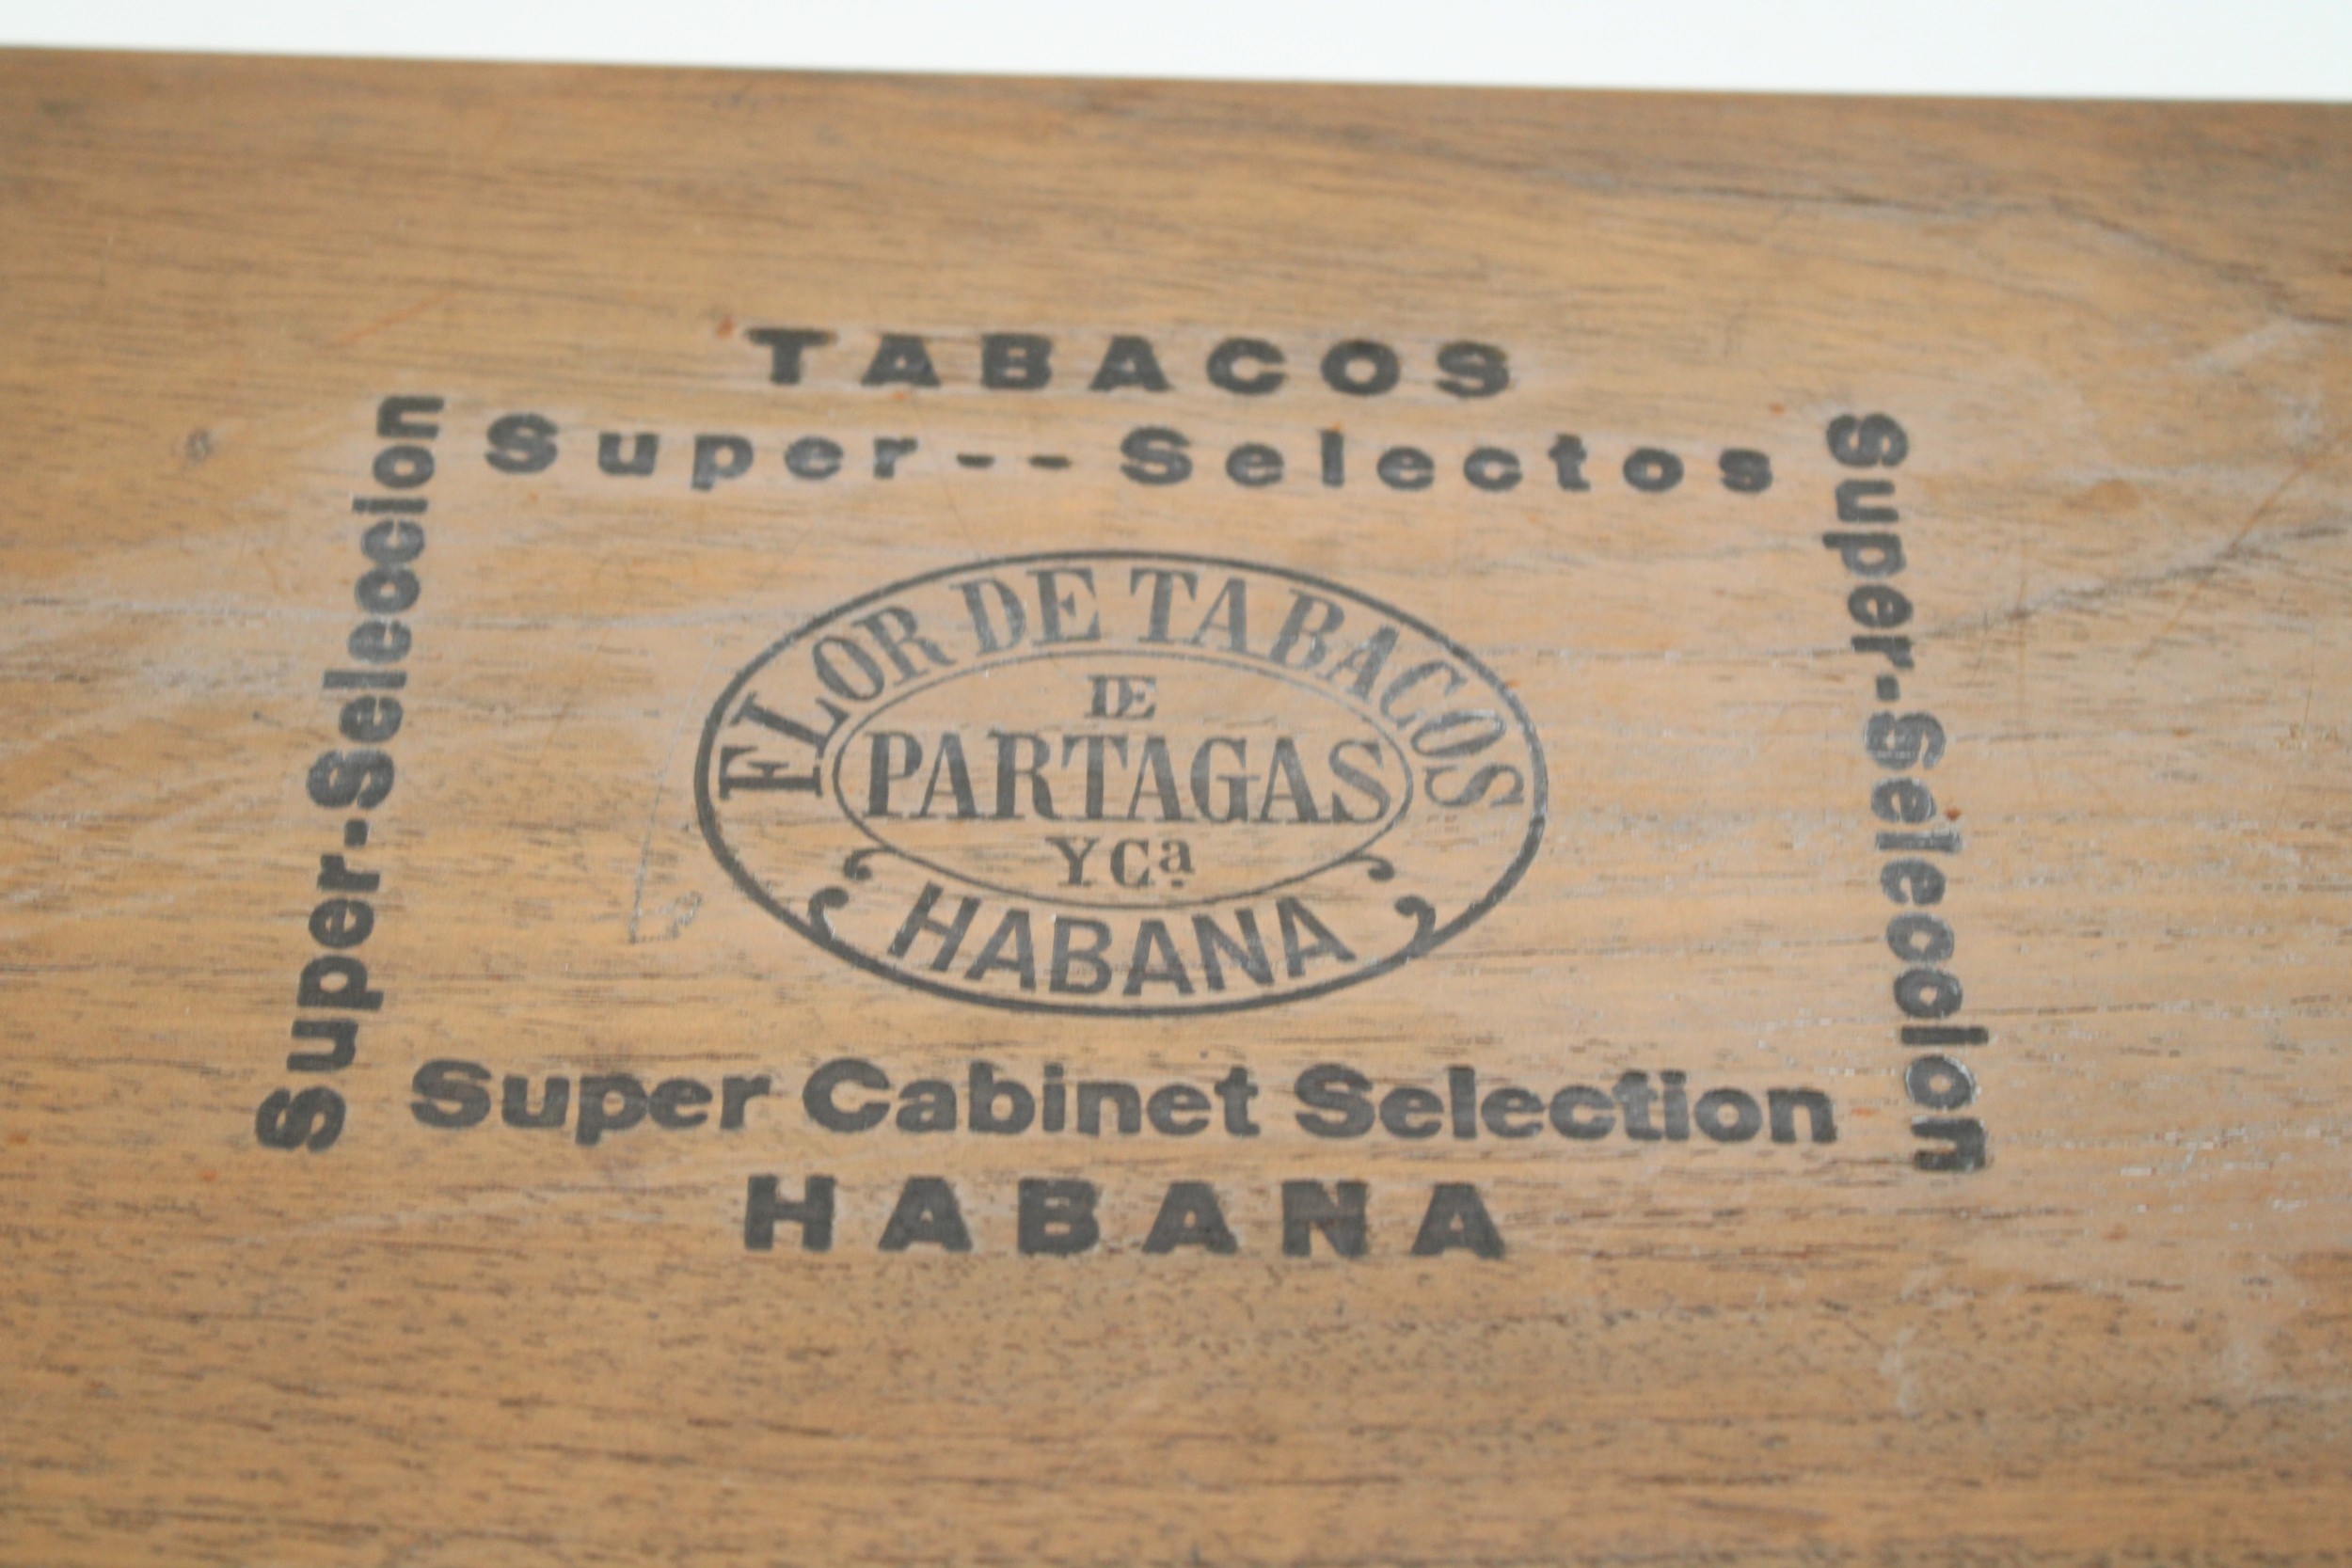 TABACOS
Super--Selectos
Super-Seleccion
Super-Seleccion
FLOR DE TABACOS
DE
PARTAGAS
Y Cª
HABANA
Super Cabinet Selection
HABANA